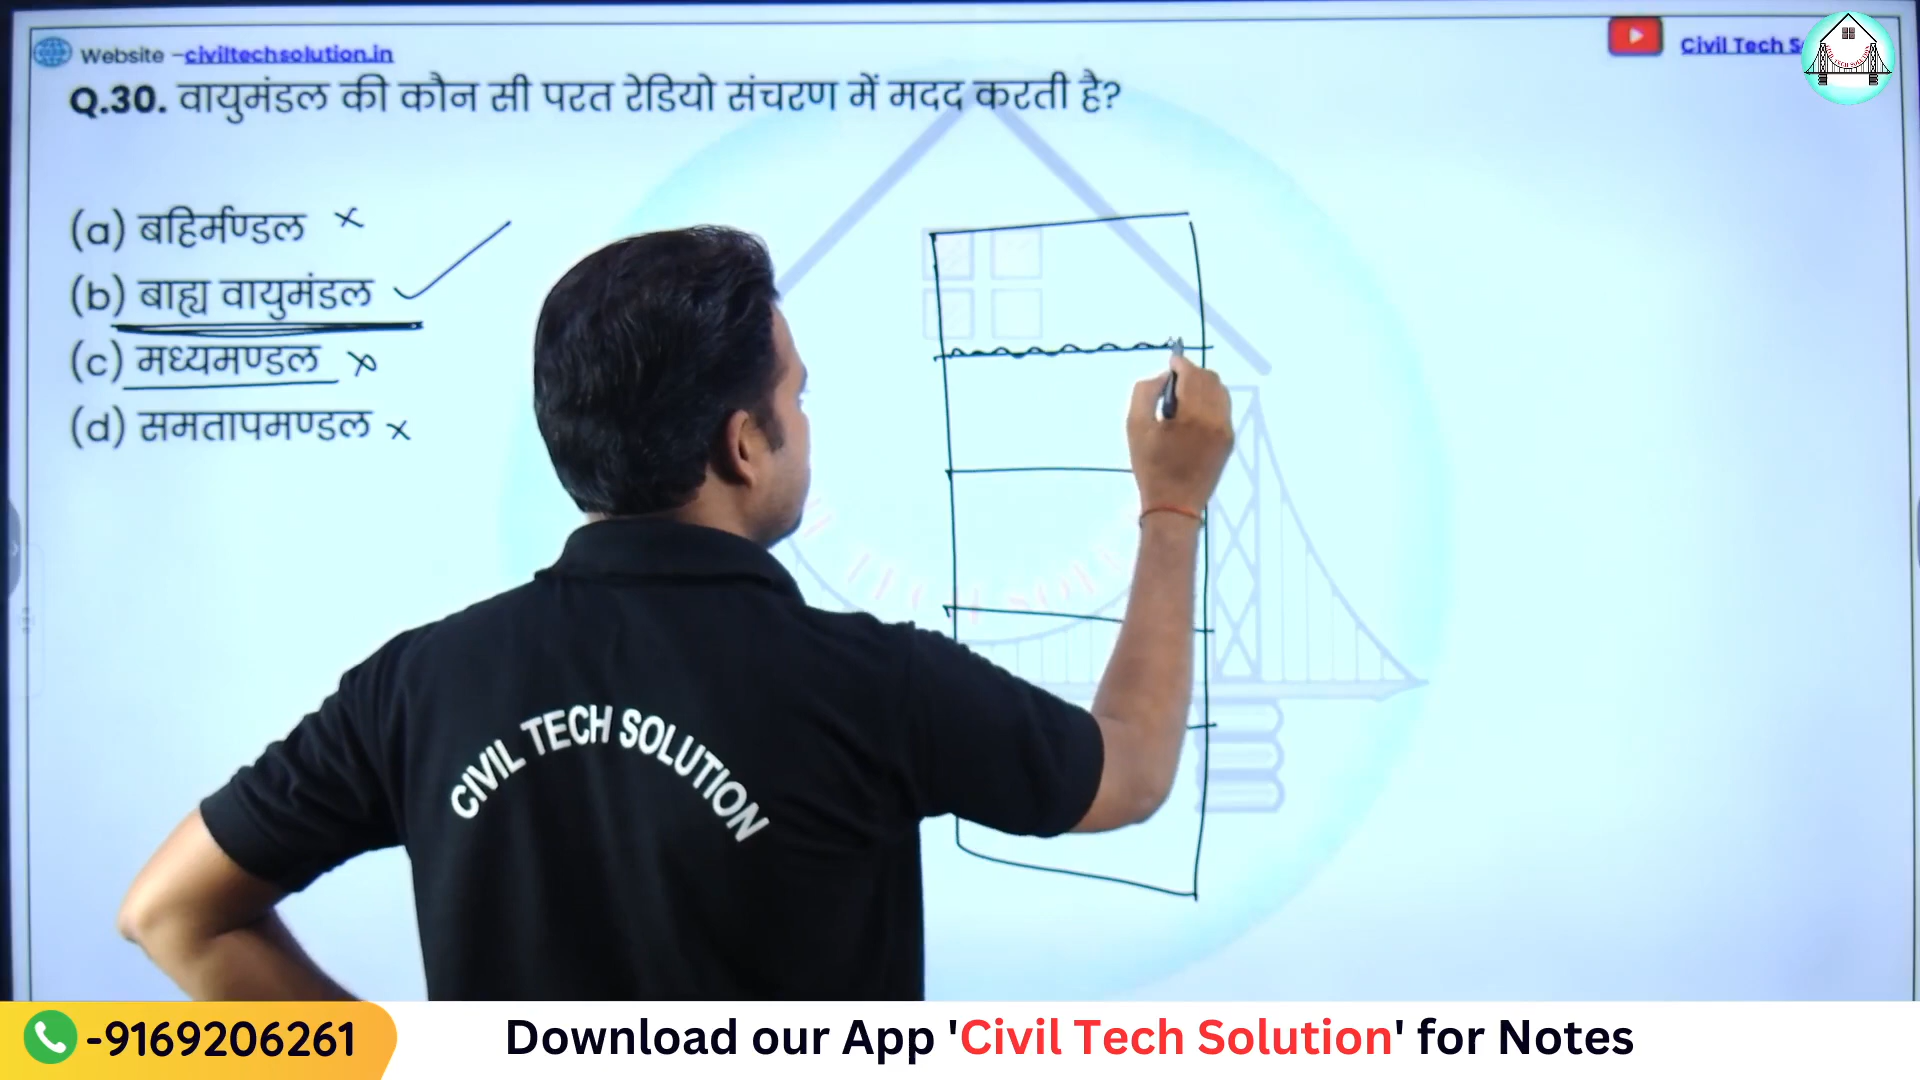 Website –civiltechsolution.in
Civil Tech S
Q.30. वायुमंडल की कौन सी परत रेडियो संचरण में मदद करती है?
(a) बहिर्मण्डल
(b) बाह्य वायुमंडल
(c) मध्यमण्डल
(d) समतापमण्डल
CIVIL TECH SOLUTION
-9169206261
Download our App 'Civil Tech Solution' for Notes